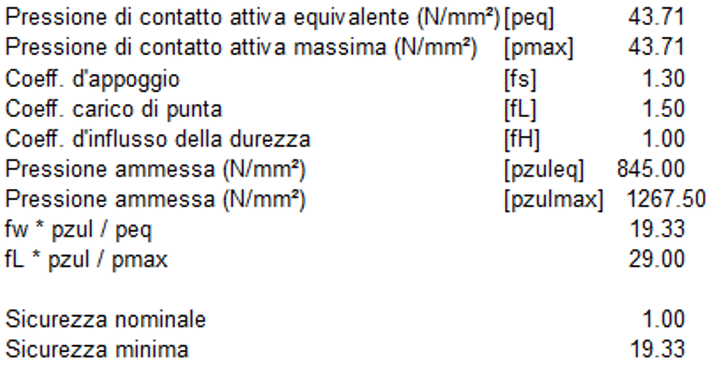 Pressione di contatto attiva equivalente (N/mm²) [peq] 43.71
Pressione di contatto attiva massima (N/mm²) [pmax] 43.71
Coeff. d'appoggio [fs] 1.30
Coeff. carico di punta [fL] 1.50
Coeff. d'influsso della durezza [fH] 1.00
Pressione ammessa (N/mm²) [pzuleq] 845.00
Pressione ammessa (N/mm²) [pzulmax] 1267.50
fw * pzul / peq 19.33
fL * pzul / pmax 29.00
Sicurezza nominale 1.00
Sicurezza minima 19.33